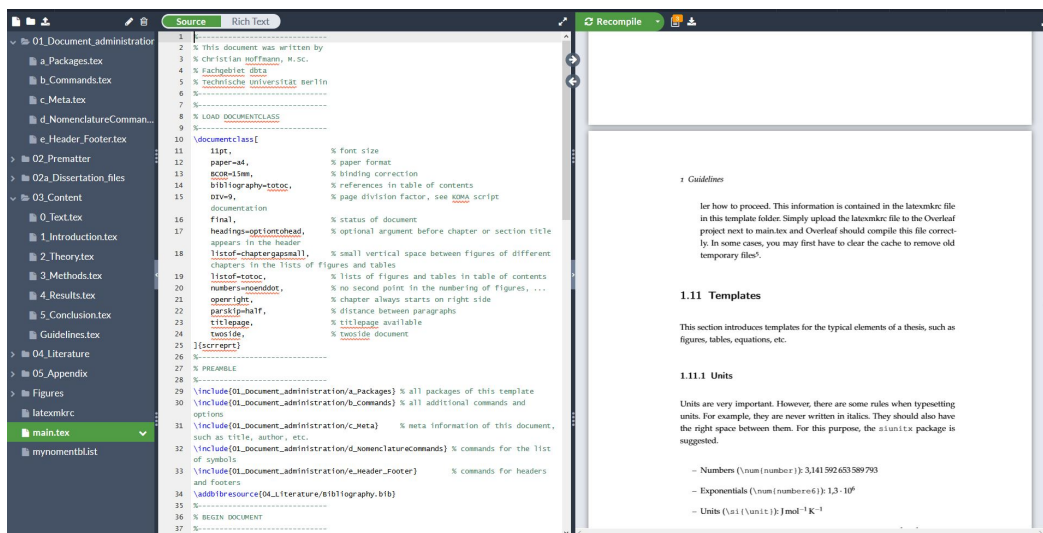 Source Rich Text
Recompile
01_Document_administration
a_Packages.tex
b_Commands.tex
c_Meta.tex
d_NomenclatureComman...
e_Header_Footer.tex
02_Prematter
02a_Dissertation_files
03_Content
0_Text.tex
1_Introduction.tex
2_Theory.tex
3_Methods.tex
4_Results.tex
5_Conclusion.tex
Guidelines.tex
04_Literature
05_Appendix
Figures
latexmkrc
main.tex
mynomentbl.ist
1 %------------------------------
2 % This document was written by
3 % Christian Hoffmann, M.Sc.
4 % Fachgebiet dbta
5 % Technische Universität Berlin
6 %------------------------------
7 %------------------------------
8 % LOAD DOCUMENTCLASS
9 %------------------------------
10 \documentclass[
11 11pt, % font size
12 paper=a4, % paper format
13 BCOR=15mm, % binding correction
14 bibliography=totoc, % references in table of contents
15 DIV=9, % page division factor, see KOMA script
documentation
16 final, % status of document
17 headings=optiontohead, % optional argument before chapter or section title
appears in the header
18 listof=chaptergapsmall, % small vertical space between figures of different
chapters in the lists of figures and tables
19 listof=totoc, % lists of figures and tables in table of contents
20 numbers=noenddot, % no second point in the numbering of figures, ...
21 openright, % chapter always starts on right side
22 parskip=half, % distance between paragraphs
23 titlepage, % titlepage available
24 twoside, % twoside document
25 ]{scrreprt}
26 %------------------------------
27 % PREAMBLE
28 %------------------------------
29 \include{01_Document_administration/a_Packages} % all packages of this template
30 \include{01_Document_administration/b_Commands} % all additional commands and
options
31 \include{01_Document_administration/c_Meta} % meta information of this document,
such as title, author, etc.
32 \include{01_Document_administration/d_NomenclatureCommands} % commands for the list
of symbols
33 \include{01_Document_administration/e_Header_Footer} % commands for headers
and footers
34 \addbibresource{04_Literature/Bibliography.bib}
35 %------------------------------
36 % BEGIN DOCUMENT
37 %------------------------------
1 Guidelines
ler how to proceed. This information is contained in the latexmkrc file
in this template folder. Simply upload the latexmkrc file to the Overleaf
project next to main.tex and Overleaf should compile this file correct-
ly. In some cases, you may first have to clear the cache to remove old
temporary files⁵.
1.11 Templates
This section introduces templates for the typical elements of a thesis, such as
figures, tables, equations, etc.
1.11.1 Units
Units are very important. However, there are some rules when typesetting
units. For example, they are never written in italics. They should also have
the right space between them. For this purpose, the siunitx package is
suggested.
– Numbers (\num{number}): 3,141 592 653 589 793
– Exponentials (\num{numbere6}): 1,3 · 10⁶
– Units (\si{\unit}): J mol⁻¹ K⁻¹